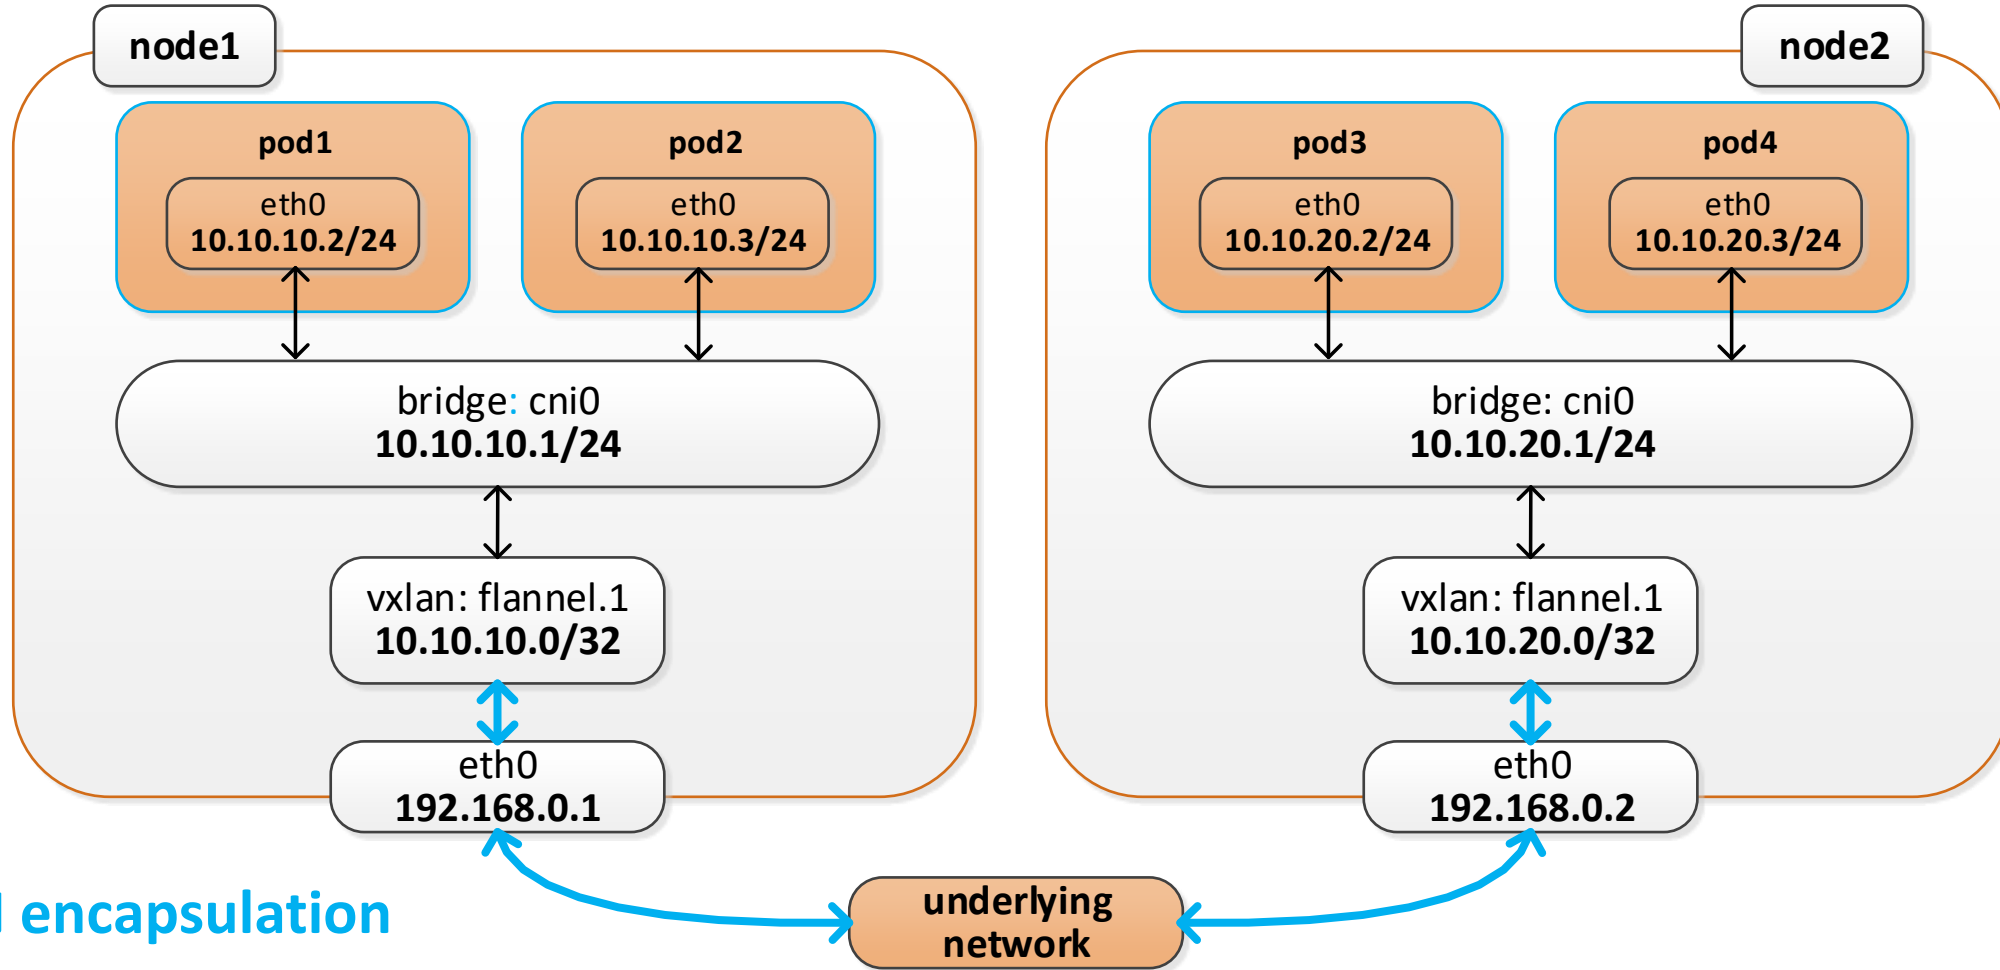 node1
node2
pod1
eth0
10.10.10.2/24
pod2
eth0
10.10.10.3/24
pod3
eth0
10.10.20.2/24
pod4
eth0
10.10.20.3/24
bridge: cni0
10.10.10.1/24
bridge: cni0
10.10.20.1/24
vxlan: flannel.1
10.10.10.0/32
vxlan: flannel.1
10.10.20.0/32
eth0
192.168.0.1
eth0
192.168.0.2
encapsulation
underlying
network